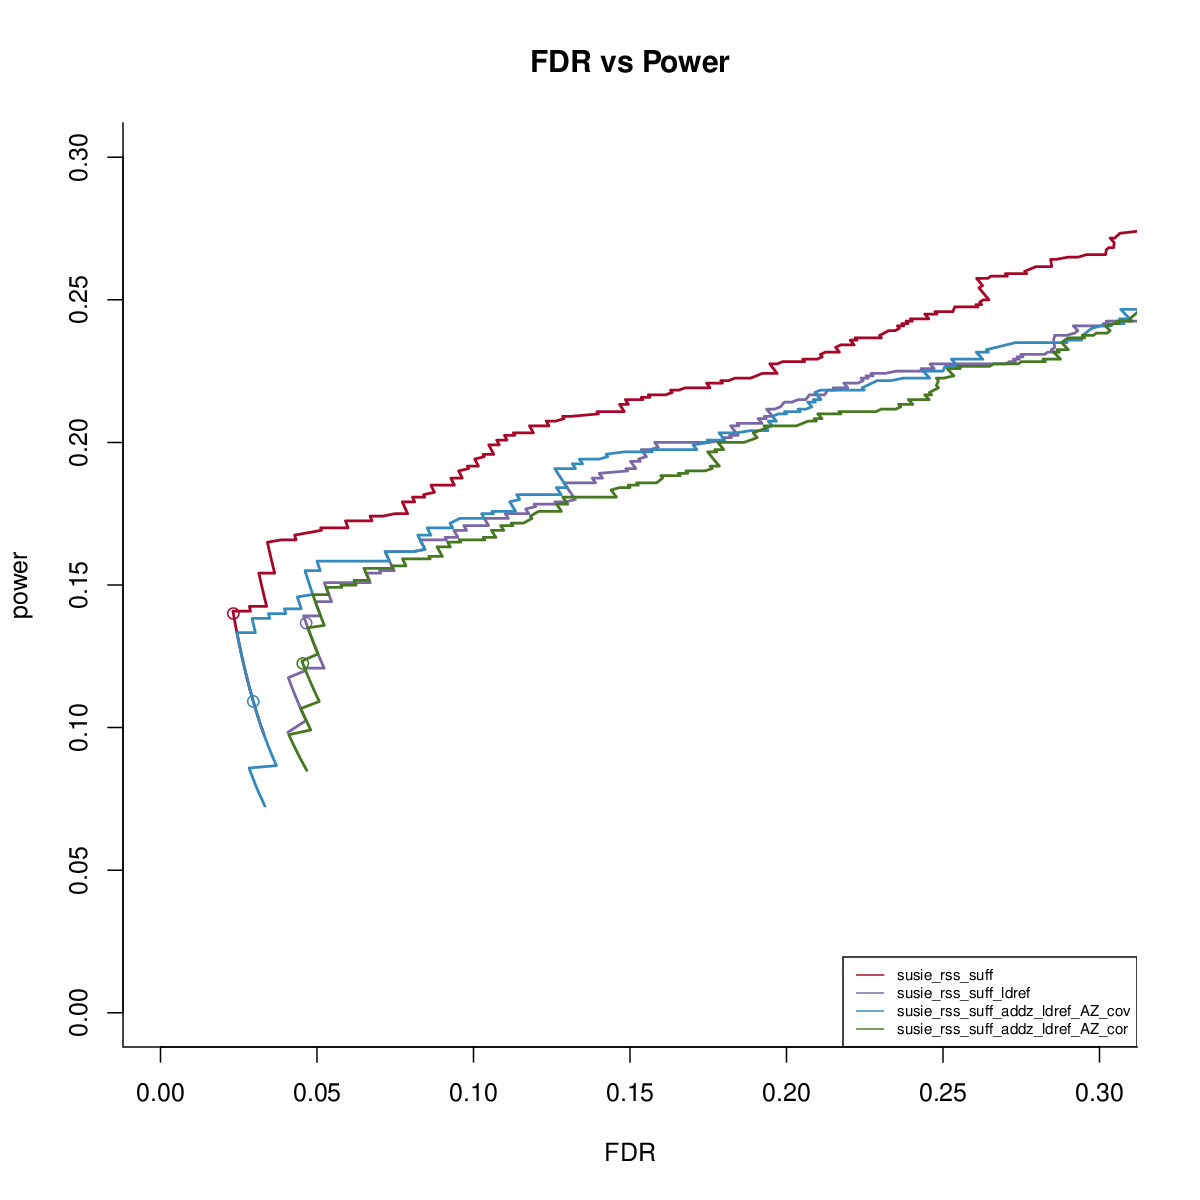 FDR vs Power
power
0.30
0.25
0.20
0.15
0.10
0.05
0.00
susie_rss_suff
susie_rss_suff_ldref
susie_rss_suff_addz_ldref_AZ_cov
susie_rss_suff_addz_ldref_AZ_cor
0.00 0.05 0.10 0.15 0.20 0.25 0.30
FDR